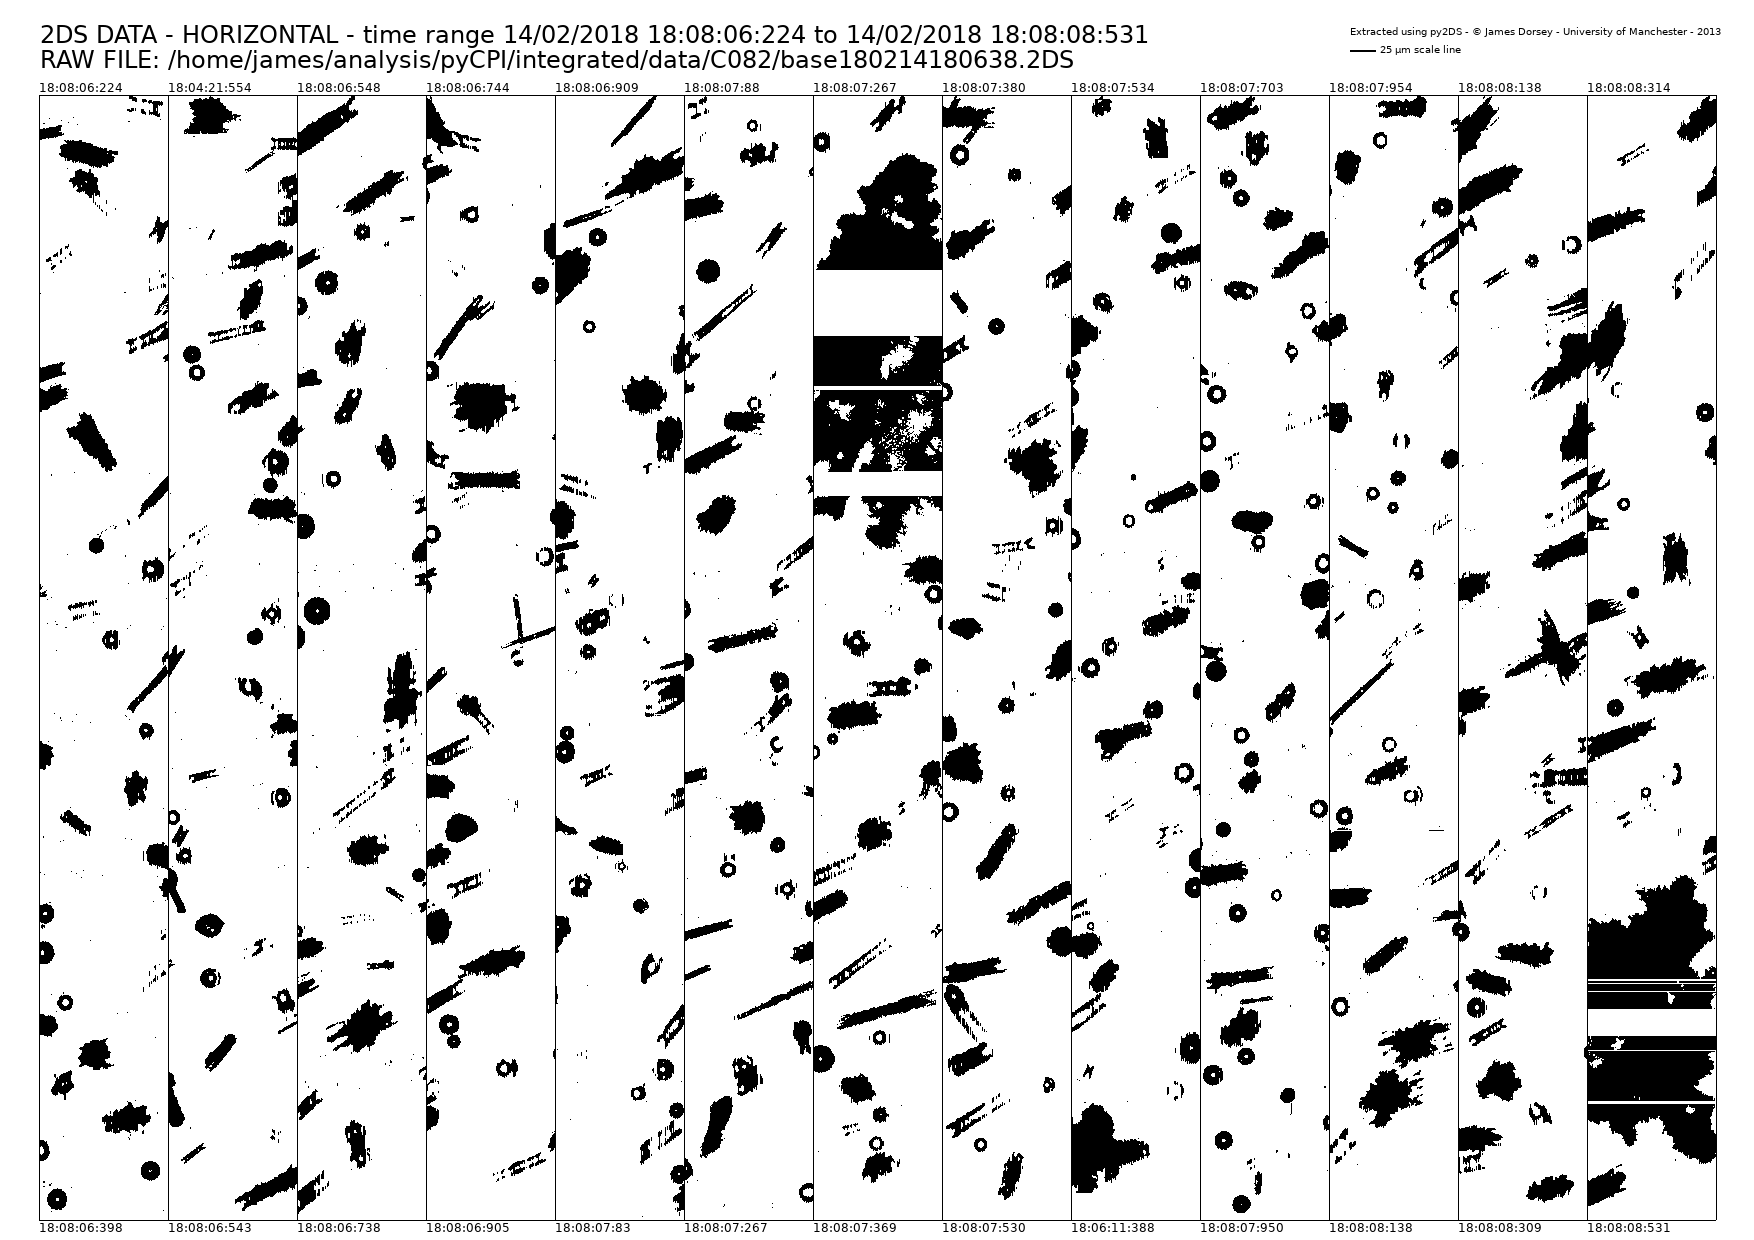 2DS DATA - HORIZONTAL - time range 14/02/2018 18:08:06:224 to 14/02/2018 18:08:08:531
RAW FILE: /home/james/analysis/pyCPI/integrated/data/C082/base180214180638.2DS
Extracted using py2DS - © James Dorsey - University of Manchester - 2013
25 μm scale line
18:08:06:224 18:04:21:554 18:08:06:548 18:08:06:744 18:08:06:909 18:08:07:88 18:08:07:267 18:08:07:380 18:08:07:534 18:08:07:703 18:08:07:954 18:08:08:138 18:08:08:314
18:08:06:398 18:08:06:543 18:08:06:738 18:08:06:905 18:08:07:83 18:08:07:267 18:08:07:369 18:08:07:530 18:06:11:388 18:08:07:950 18:08:08:138 18:08:08:309 18:08:08:531